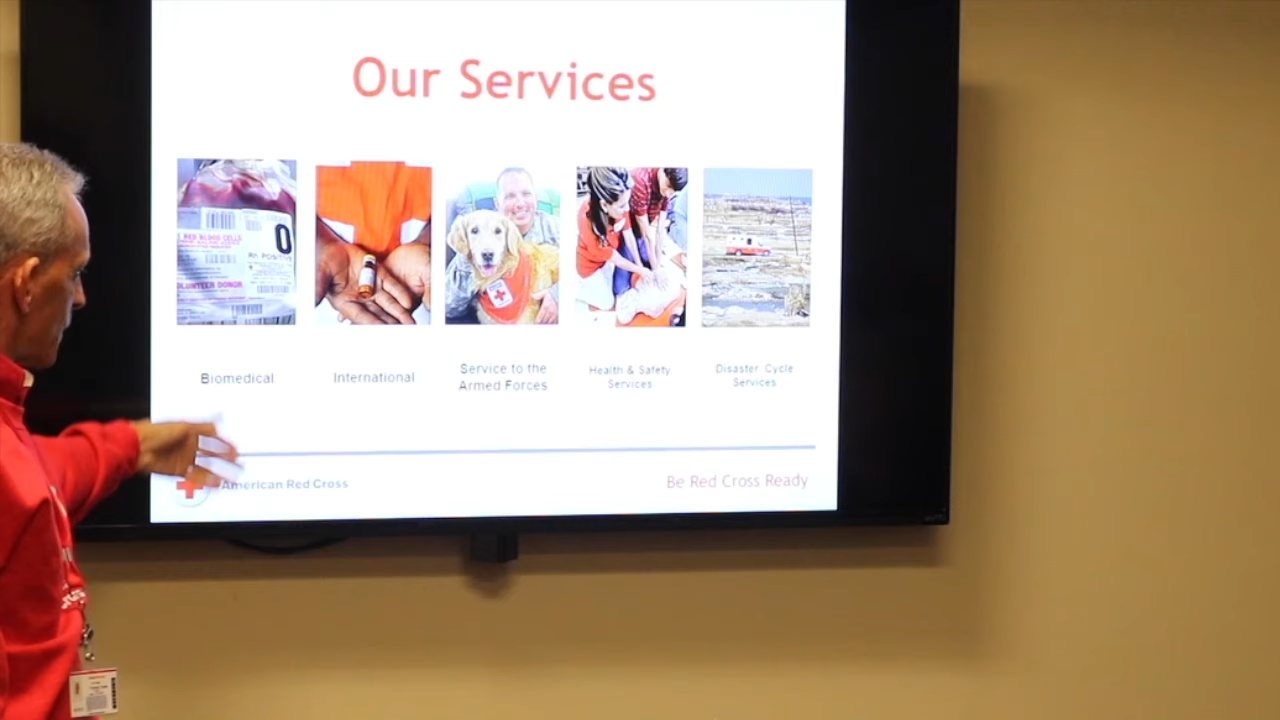 Our Services
RED BLOOD CELLS
0
Rh POSITIVE
VOLUNTEER DONOR
Biomedical
International
Service to the
Armed Forces
Health & Safety
Services
Disaster Cycle
Services
American Red Cross
Be Red Cross Ready